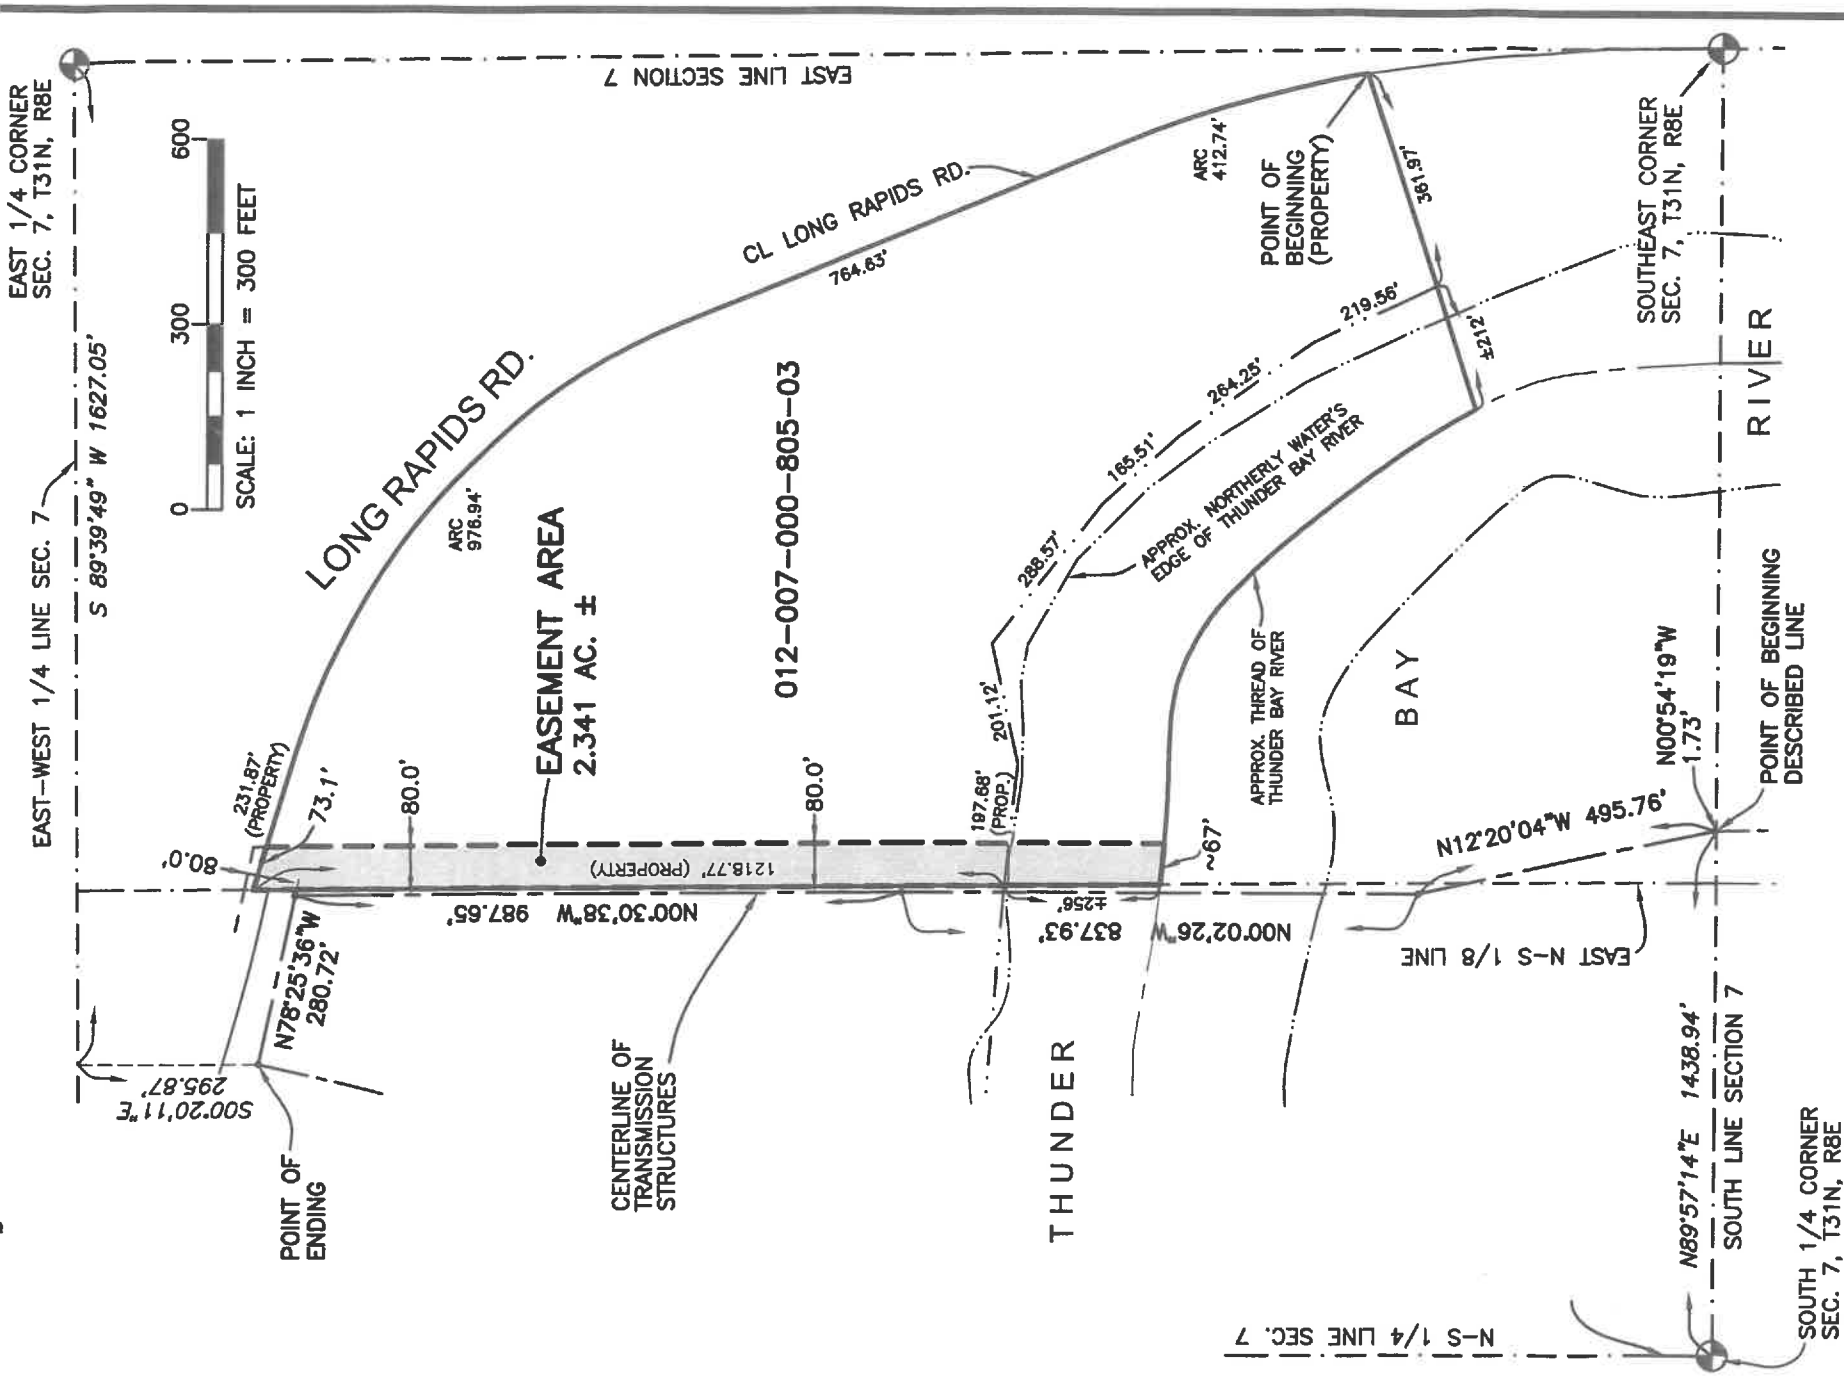 EAST 1/4 CORNER
SEC. 7, T31N, R8E
EAST LINE SECTION 7
EAST-WEST 1/4 LINE SEC. 7
S 89°39'49" W 1627.05'
0 300 600
SCALE: 1 INCH = 300 FEET
LONG RAPIDS RD.
ARC
976.94'
CL LONG RAPIDS RD.
764.63'
ARC
412.74'
POINT OF
BEGINNING
(PROPERTY)
361.97'
SOUTHEAST CORNER
SEC. 7, T31N, R8E
231.87'
(PROPERTY)
73.1'
80.0'
80.0'
80.0'
EASEMENT AREA
2.341 AC. ±
012-007-000-805-03
1218.77' (PROPERTY)
197.68'
(PROP.)
201.12'
288.57'
165.51'
264.25'
219.56'
±212'
APPROX. NORTHERLY WATER'S
EDGE OF THUNDER BAY RIVER
APPROX. THREAD OF
THUNDER BAY RIVER
~67'
±256'
N78°25'36"W
280.72'
S00°20'11"E
295.87'
POINT OF
ENDING
N00°30'38"W 987.65'
CENTERLINE OF
TRANSMISSION
STRUCTURES
N00°02'26"W 837.93'
EAST N-S 1/8 LINE
THUNDER
BAY
RIVER
N12°20'04"W 495.76'
N00°54'19"W
1.73'
POINT OF BEGINNING
DESCRIBED LINE
N89°57'14"E 1438.94'
SOUTH LINE SECTION 7
N-S 1/4 LINE SEC. 7
SOUTH 1/4 CORNER
SEC. 7, T31N, R8E